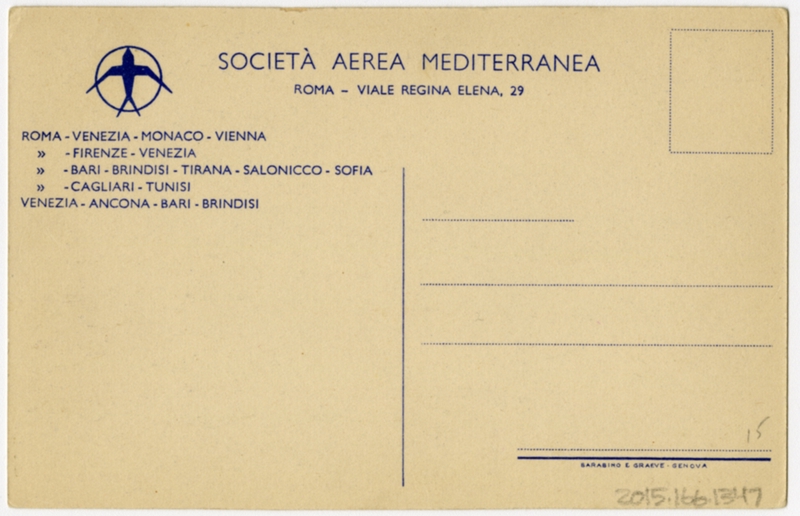 SOCIETÀ AEREA MEDITERRANEA
ROMA – VIALE REGINA ELENA, 29
ROMA - VENEZIA - MONACO - VIENNA
» - FIRENZE - VENEZIA
» - BARI - BRINDISI - TIRANA - SALONICCO - SOFIA
» - CAGLIARI - TUNISI
VENEZIA - ANCONA - BARI - BRINDISI
15
BARABINO E GRAEVE - GENOVA
2015.166.1347